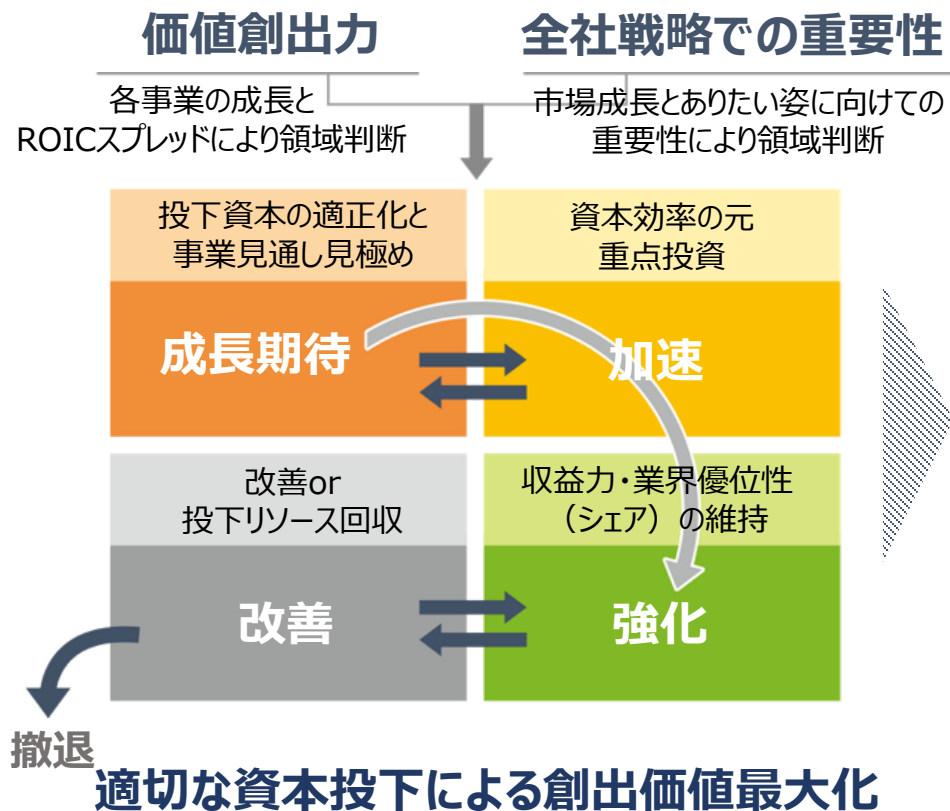 価値創出力
各事業の成長と
ROICスプレッドにより領域判断
全社戦略での重要性
市場成長とありたい姿に向けての
重要性により領域判断
投下資本の適正化と
事業見通し見極め
成長期待
資本効率の元
重点投資
加速
改善or
投下リソース回収
改善
収益力・業界優位性
（シェア）の維持
強化
撤退
適切な資本投下による創出価値最大化